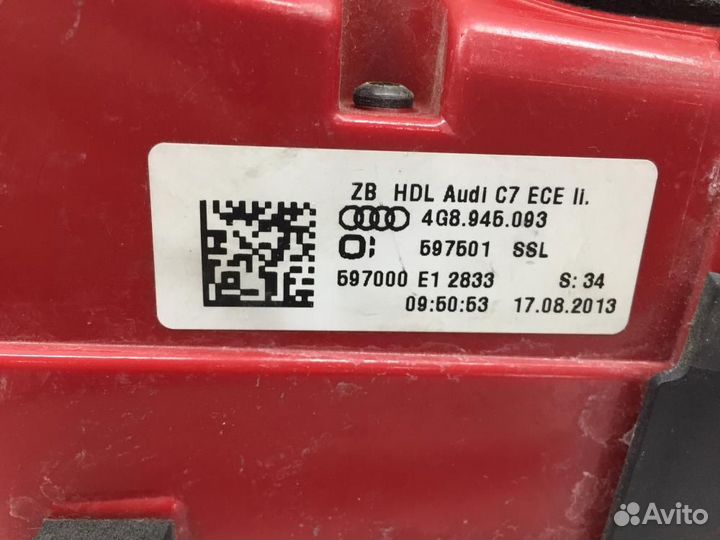 ZB HDL Audi C7 ECE li.
4G8.945.093
597501 SSL
597000 E1 2833 S: 34
09:50:53 17.08.2013
Avito